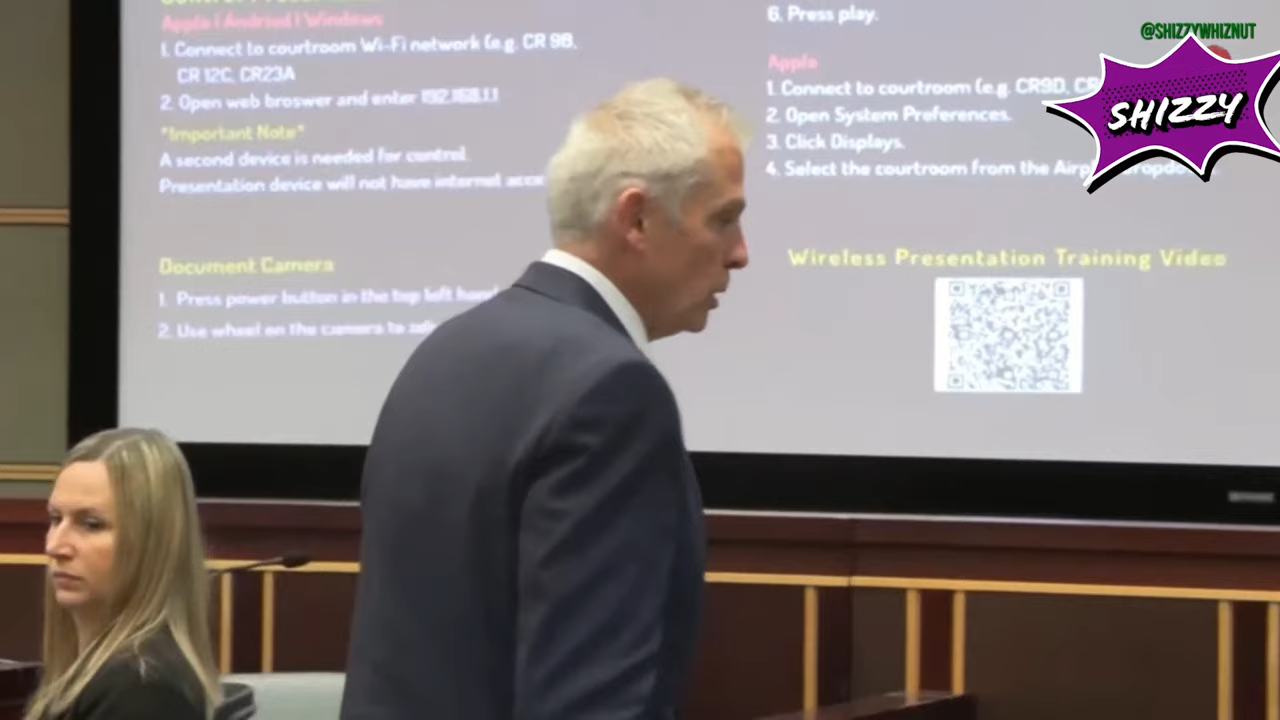 Apple | Android | Windows
1. Connect to courtroom Wi-Fi network (e.g. CR 9B,
CR 12C, CR23A
2. Open web broswer and enter 192.168.1.1
*Important Note*
A second device is needed for control.
Presentation device will not have internet
Document Camera
1. Press power button in the top left
2. Use wheel on the camera to
6. Press play.
Apple
1. Connect to courtroom (e.g. CR9D,
2. Open System Preferences.
3. Click Displays.
4. Select the courtroom from the
Wireless Presentation Training Video
@SHIZZYWHIZNUT
SHIZZY